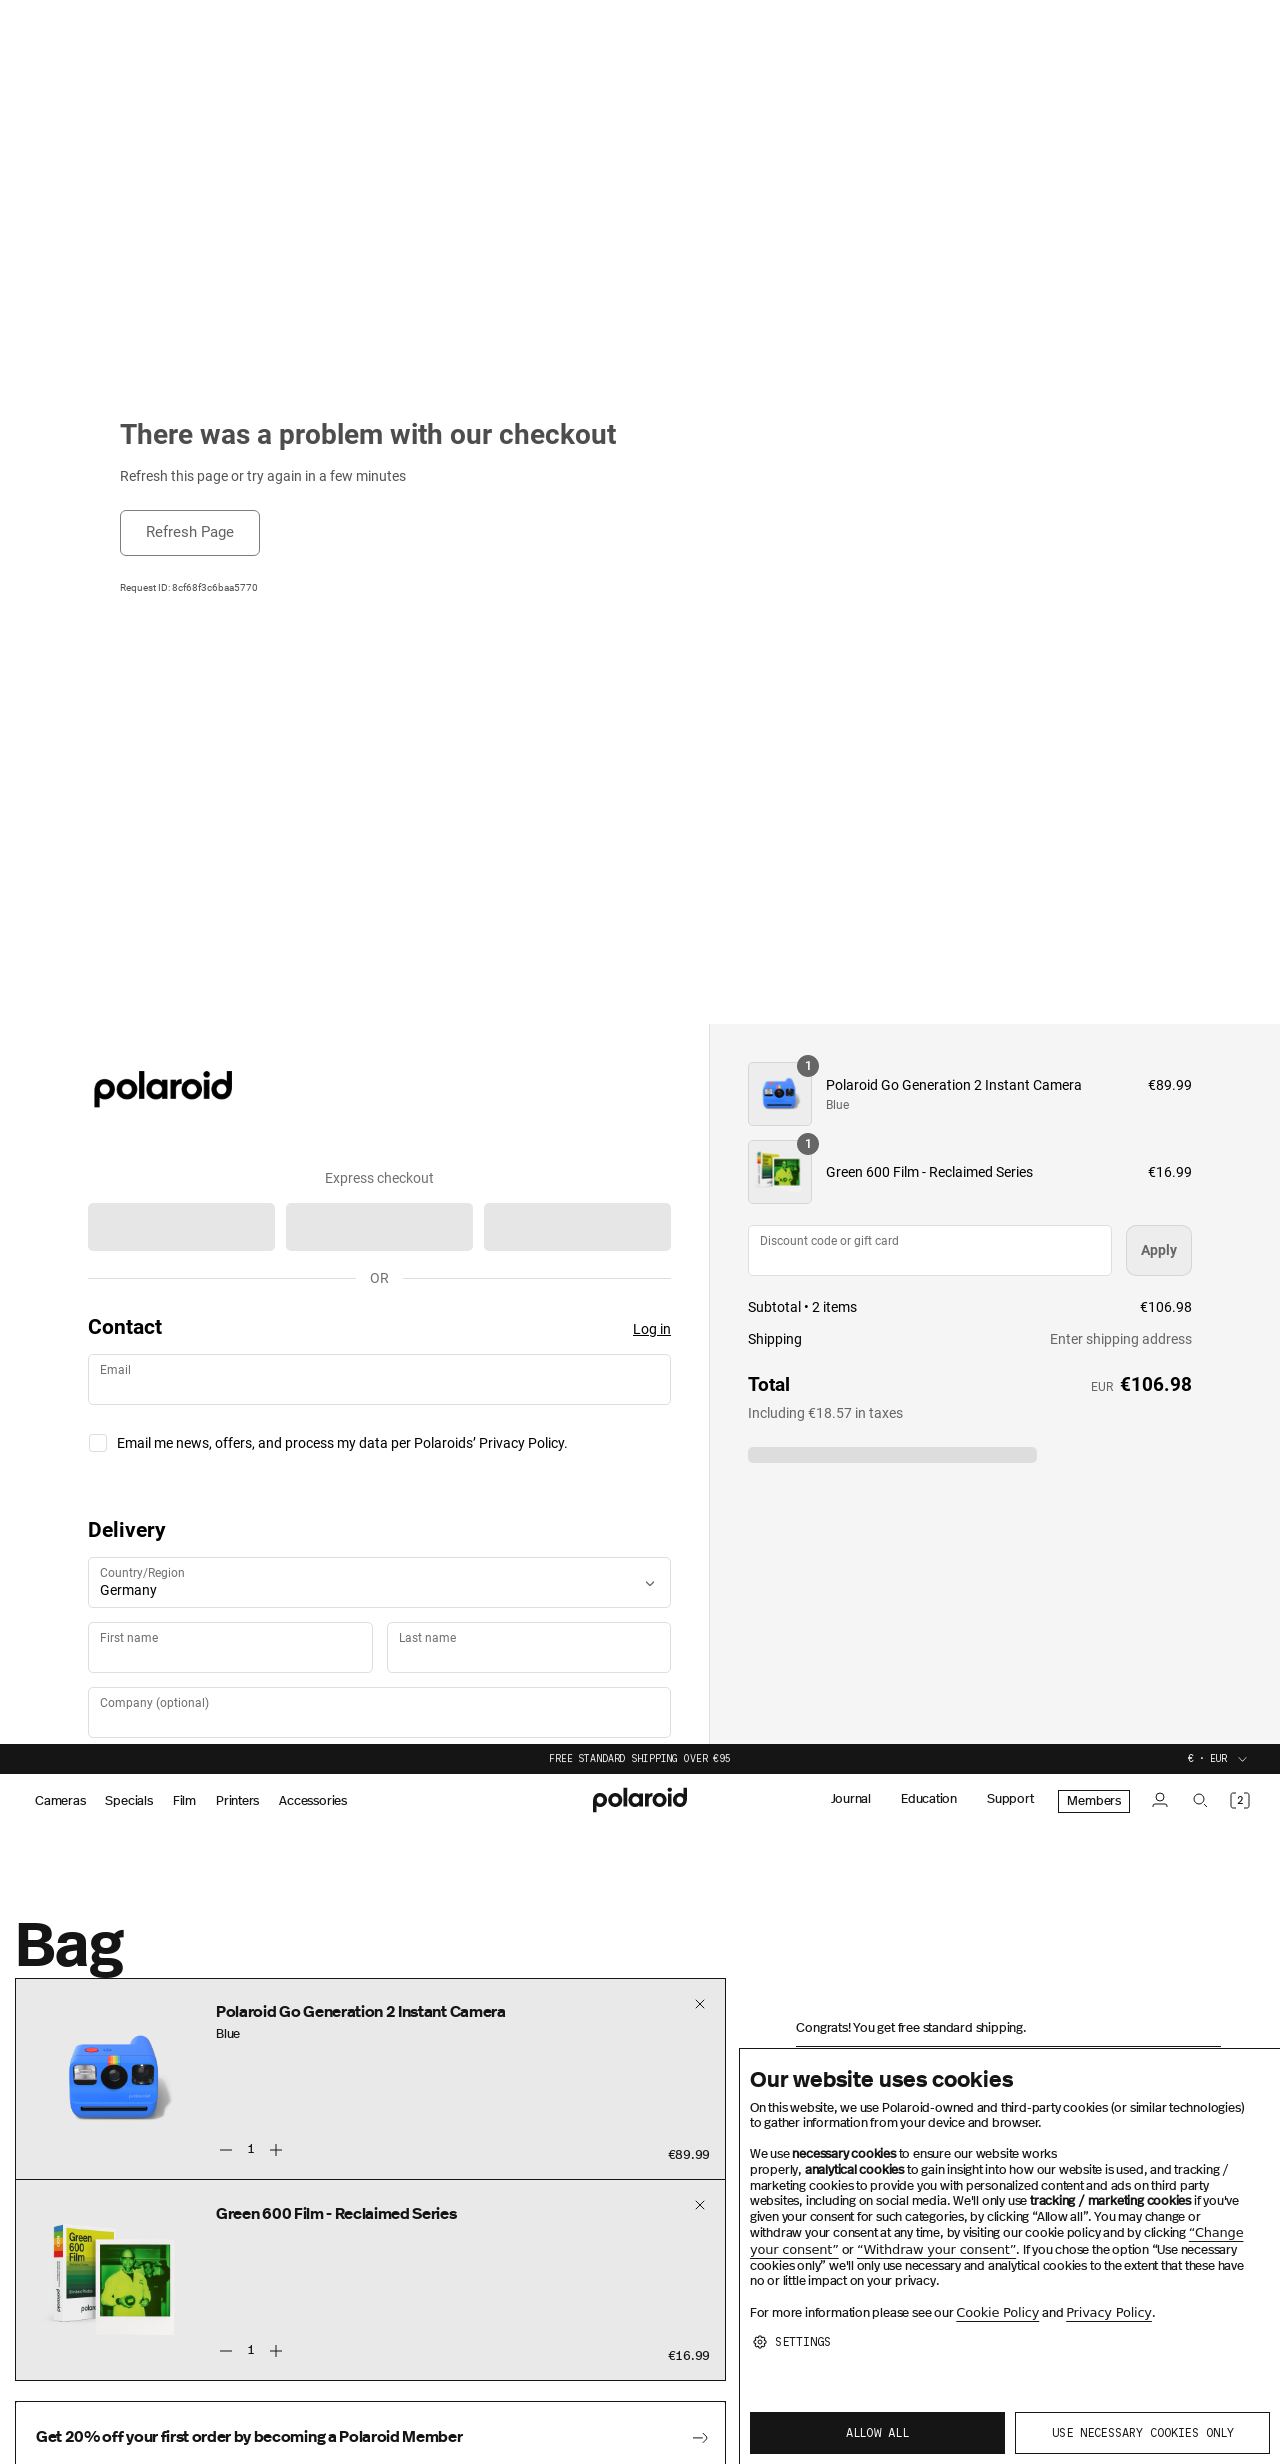 There was a problem with our checkout
Refresh this page or try again in a few minutes
Refresh Page
Request ID: 8cf68f3c6baa5770
polaroid
Express checkout
OR
Contact
Log in
Email
Email me news, offers, and process my data per Polaroids’ Privacy Policy.
Delivery
Country/Region
Germany
First name
Last name
Company (optional)
1
Polaroid Go Generation 2 Instant Camera
€89.99
Blue
1
Green 600 Film - Reclaimed Series
€16.99
Discount code or gift card
Apply
Subtotal • 2 items
€106.98
Shipping
Enter shipping address
Total
EUR €106.98
Including €18.57 in taxes
FREE STANDARD SHIPPING OVER €95
€ · EUR
Cameras
Specials
Film
Printers
Accessories
polaroid
Journal
Education
Support
Members
2
Bag
Polaroid Go Generation 2 Instant Camera
Blue
1
€89.99
Green 600 Film - Reclaimed Series
Green
600
Film
1
€16.99
Get 20% off your first order by becoming a Polaroid Member
Congrats! You get free standard shipping.
Our website uses cookies
On this website, we use Polaroid-owned and third-party cookies (or similar technologies)
to gather information from your device and browser.
We use necessary cookies to ensure our website works
properly, analytical cookies to gain insight into how our website is used, and tracking /
marketing cookies to provide you with personalized content and ads on third party
websites, including on social media. We'll only use tracking / marketing cookies if you've
given your consent for such categories, by clicking “Allow all”. You may change or
withdraw your consent at any time, by visiting our cookie policy and by clicking “Change
your consent” or “Withdraw your consent”. If you chose the option “Use necessary
cookies only” we'll only use necessary and analytical cookies to the extent that these have
no or little impact on your privacy.
For more information please see our Cookie Policy and Privacy Policy.
SETTINGS
ALLOW ALL
USE NECESSARY COOKIES ONLY